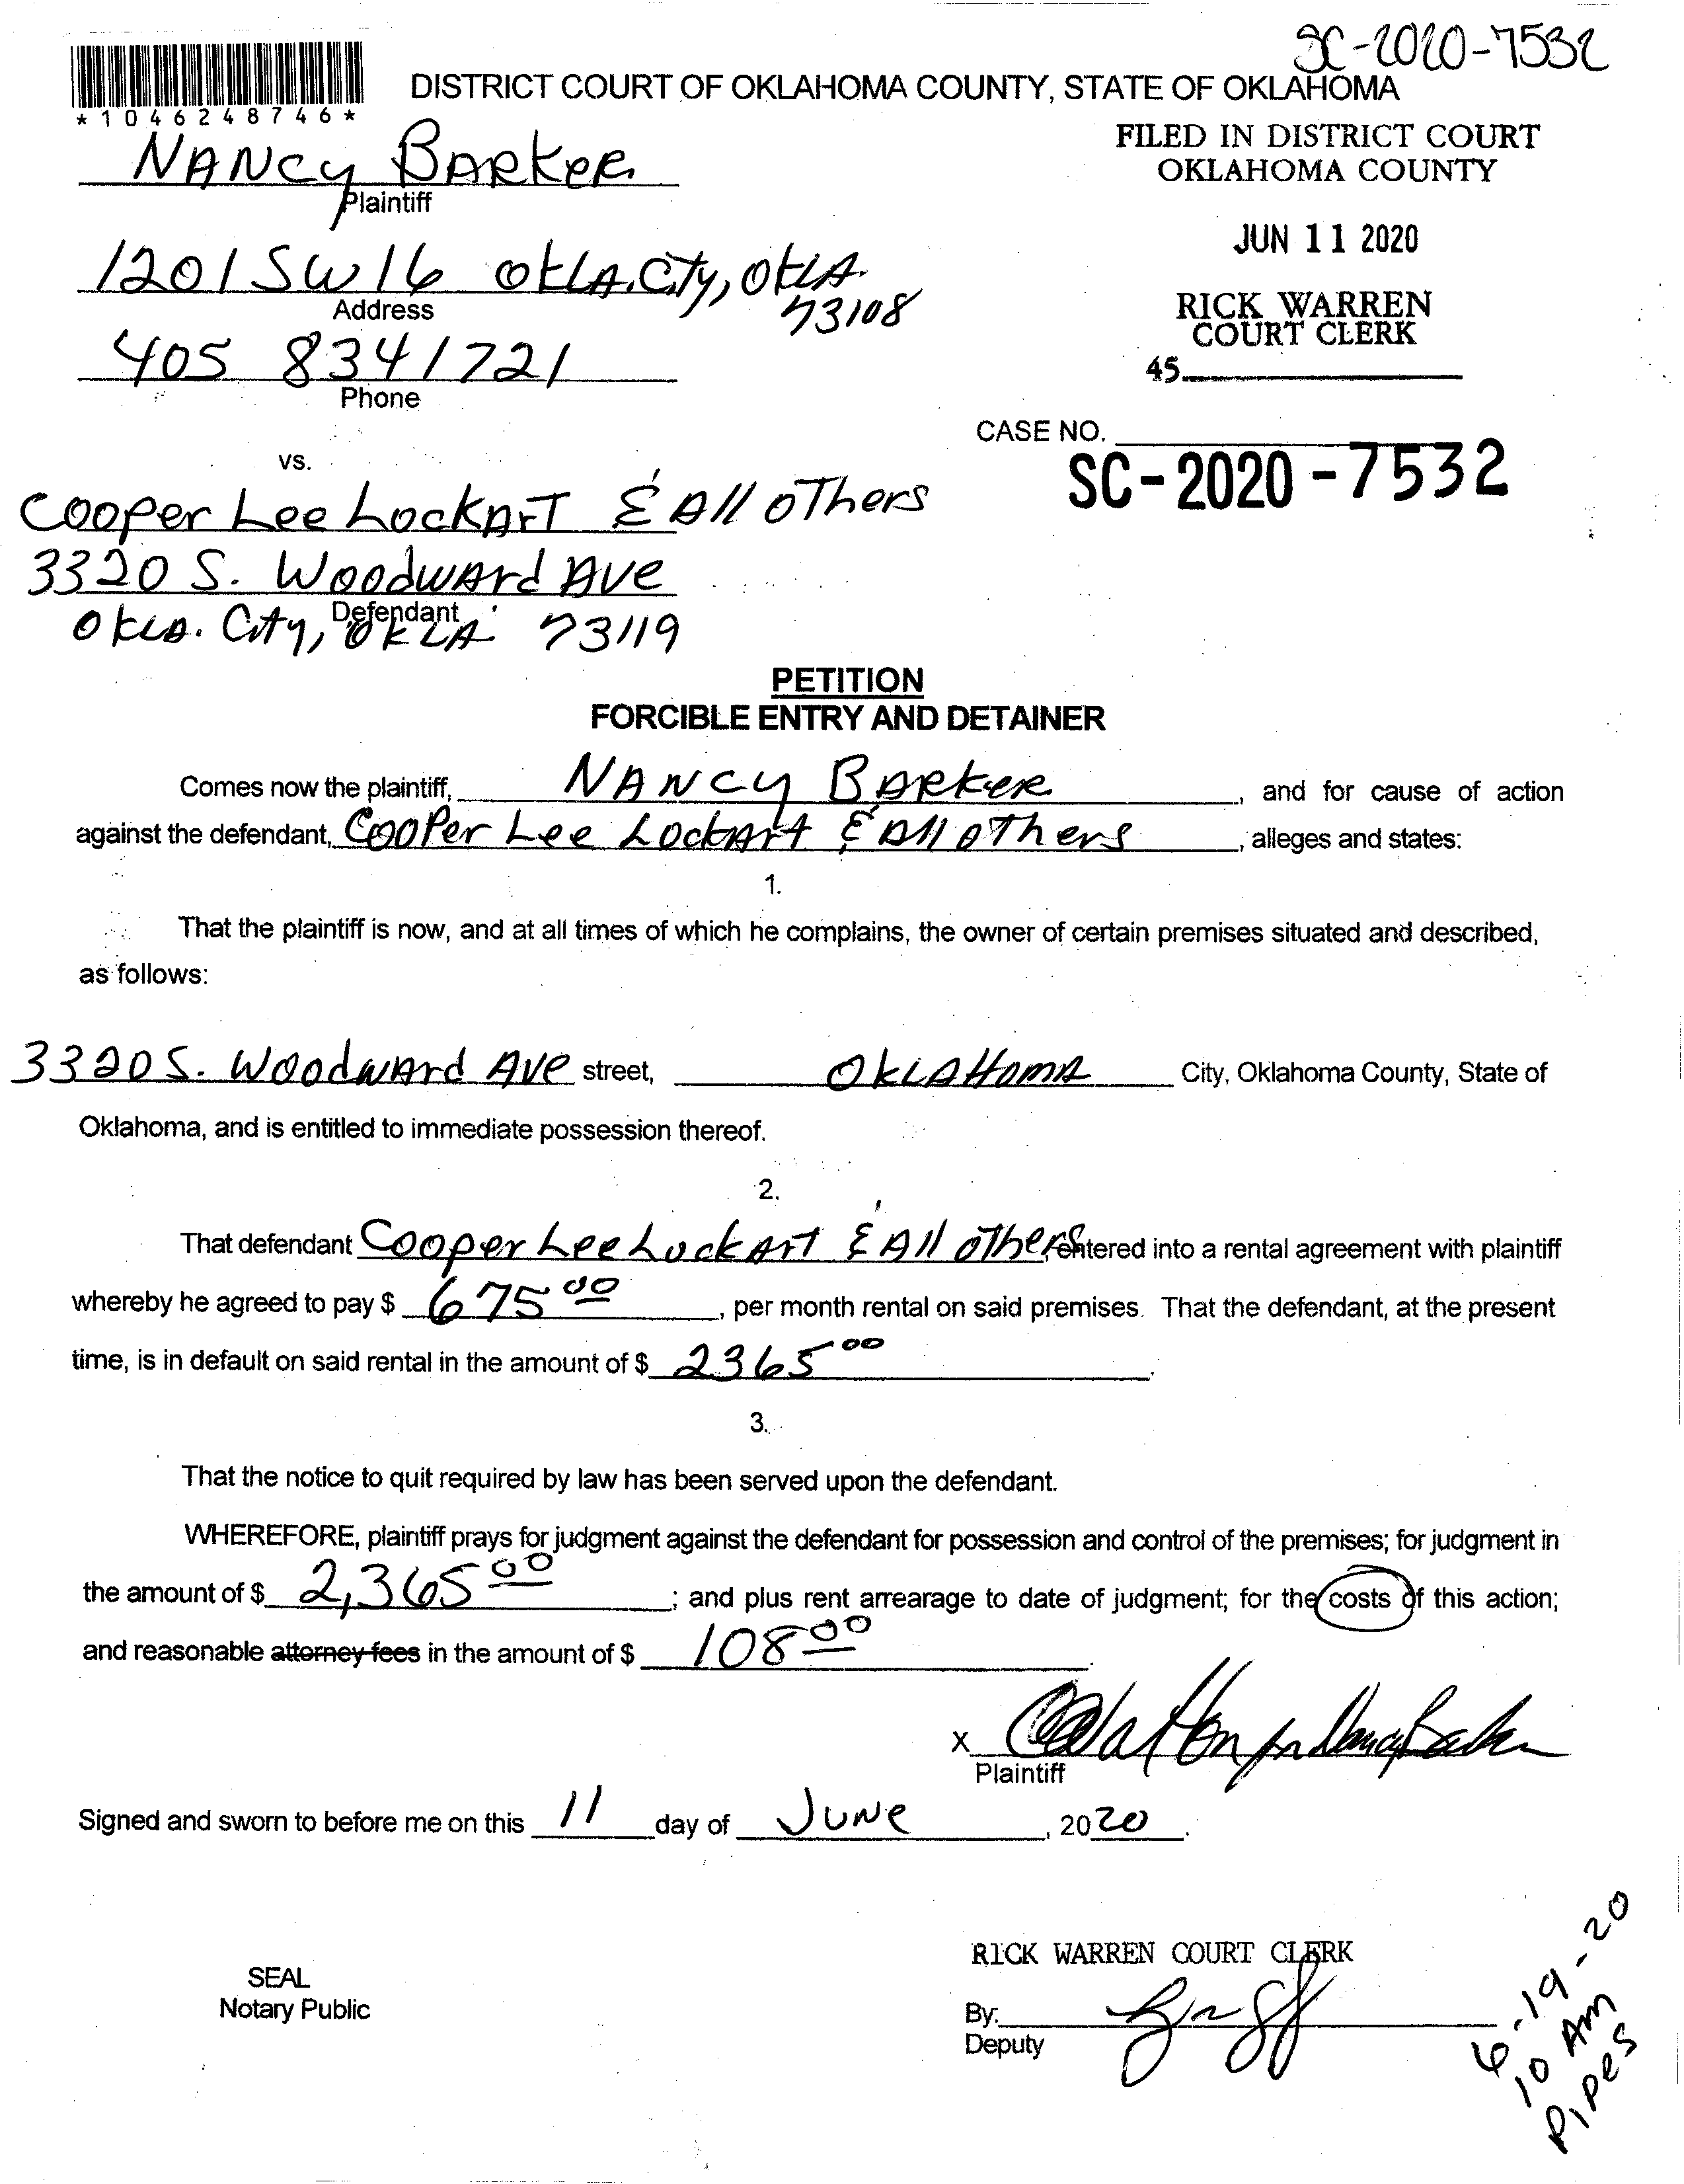 SC-2020-7532
*1046248746*
DISTRICT COURT OF OKLAHOMA COUNTY, STATE OF OKLAHOMA
NANCY BARKER
Plaintiff
FILED IN DISTRICT COURT
OKLAHOMA COUNTY
JUN 11 2020
1201 SW 16 OKLA. City, OKLA.
73108
Address
RICK WARREN
COURT CLERK
405 834 1721
Phone
45
CASE NO.
SC-2020-7532
vs.
Cooper Lee LockArT & All oThers
3320 S. WoodwArd Ave
Defendant
Okla. City, OKLA 73119
PETITION
FORCIBLE ENTRY AND DETAINER
Comes now the plaintiff, NANCY BARKER, and for cause of action
against the defendant, Cooper Lee LockArt & All oThers, alleges and states:
1.
That the plaintiff is now, and at all times of which he complains, the owner of certain premises situated and described,
as follows:
3320 S. WoodwArd Ave street, OKLAHOMA City, Oklahoma County, State of
Oklahoma, and is entitled to immediate possession thereof.
2.
That defendant Cooper Lee LockArt & All oThers entered into a rental agreement with plaintiff
whereby he agreed to pay $ 675 00, per month rental on said premises. That the defendant, at the present
time, is in default on said rental in the amount of $ 2365 00.
3.
That the notice to quit required by law has been served upon the defendant.
WHEREFORE, plaintiff prays for judgment against the defendant for possession and control of the premises; for judgment in
the amount of $ 2,365 00; and plus rent arrearage to date of judgment; for the costs of this action;
and reasonable attorney fees in the amount of $ 108 00.
X for Nancy Barker
Plaintiff
Signed and sworn to before me on this 11 day of June, 2020.
RICK WARREN COURT CLERK
SEAL
Notary Public
By:
Deputy
6-19-20
10 Am
Pipes